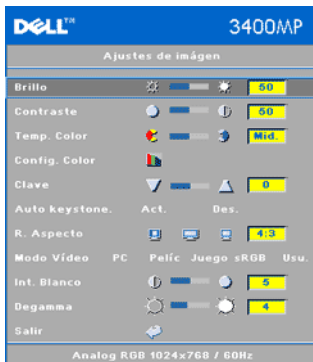 DELL™ 3400MP
Ajustes de imágen
Brillo 50
Contraste 50
Temp. Color Mid.
Config. Color
Clave 0
Auto keystone. Act. Des.
R. Aspecto 4:3
Modo Vídeo PC Pelíc Juego sRGB Usu.
Int. Blanco 5
Degamma 4
Salir
Analog RGB 1024x768 / 60Hz